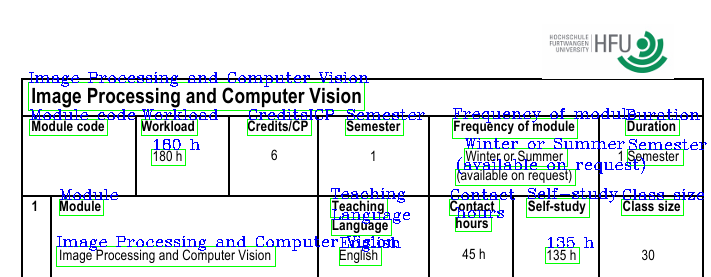 HOCHSCHULE
FURTWANGEN
UNIVERSITY
HFU
Image Processing and Computer Vision
Image Processing and Computer Vision
Module code Workload CreditsICP Semester Frequency of module Duration
Module code Workload Credits/CP Semester Frequency of module Duration
180 h Winter or Summer Semester
180 h 6 1 Winter or Summer 1 Semester
(available on request)
(available on request)
Module Teaching Contact Self-study Class size
1 Module Teaching Contact Self-study Class size
Language hours
Language hours
Image Processing and Computer Vision English 135 h
Image Processing and Computer Vision English 45 h 135 h 30